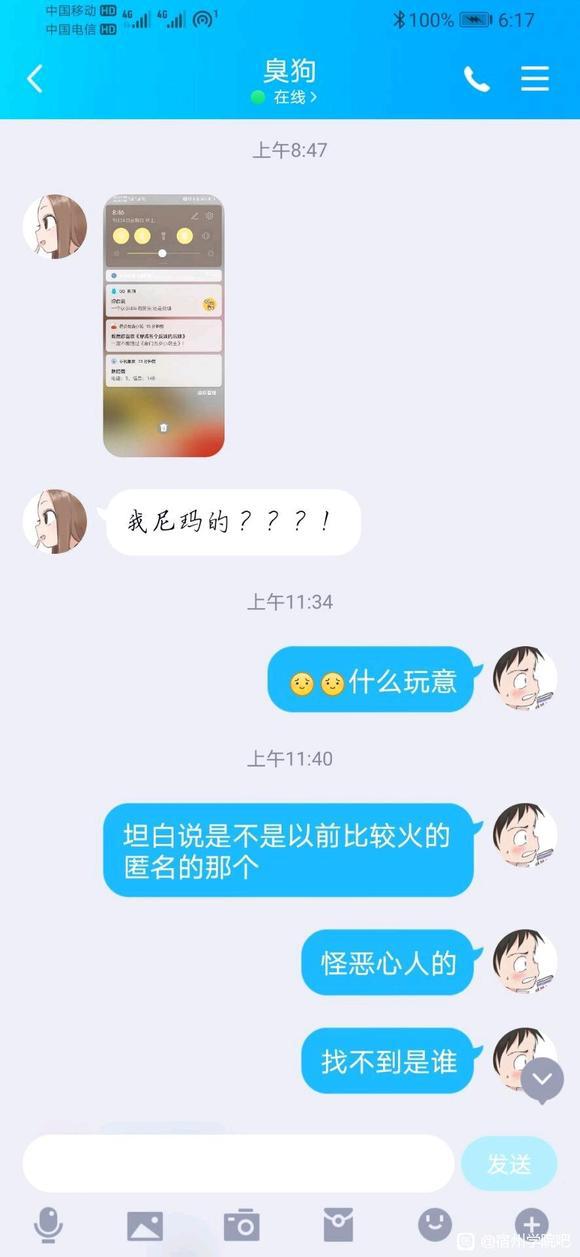 中国移动 HD 4G 4G 1 100% 6:17
中国电信 HD
臭狗
在线
上午8:47
8:46
我尼玛的？？？！
上午11:34
什么玩意
上午11:40
坦白说是不是以前比较火的
匿名的那个
怪恶心人的
找不到是谁
发送
@宿州学院吧